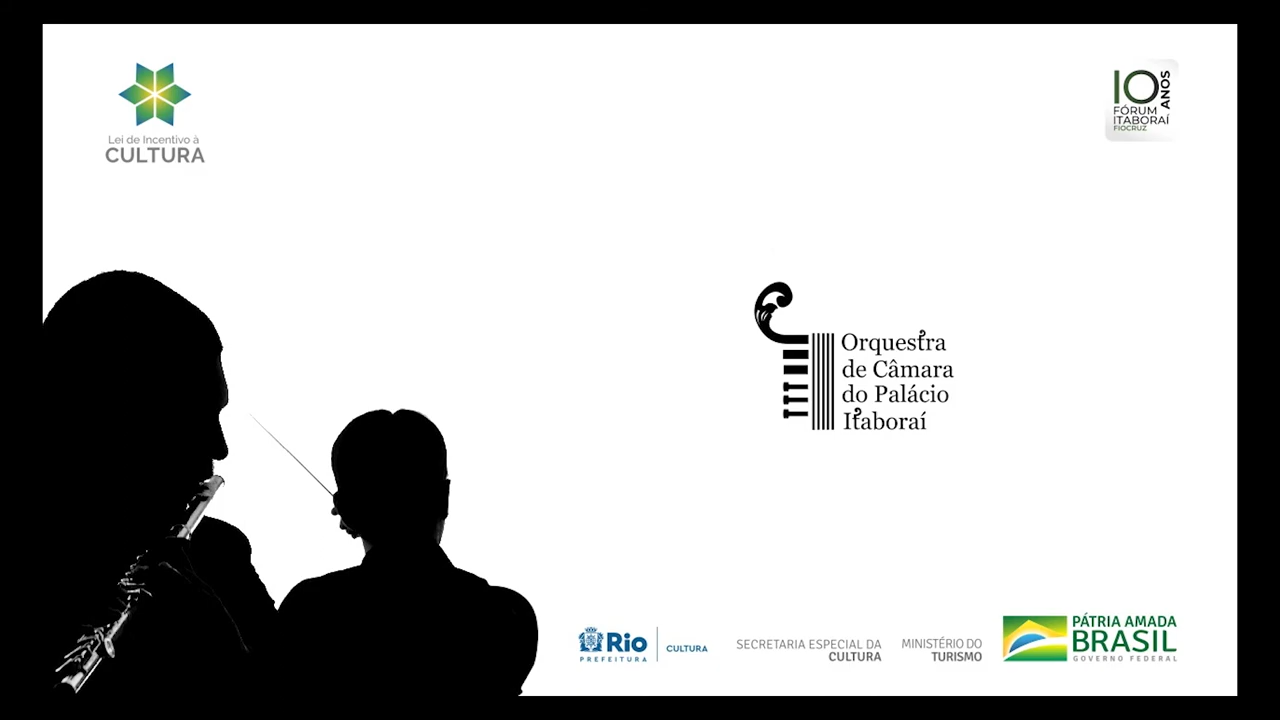 Lei de Incentivo à
CULTURA
10 ANOS
FÓRUM
ITABORAÍ
FIOCRUZ
Orquestra
de Câmara
do Palácio
Itaboraí
Rio
PREFEITURA
CULTURA
SECRETARIA ESPECIAL DA
CULTURA
MINISTÉRIO DO
TURISMO
PÁTRIA AMADA
BRASIL
GOVERNO FEDERAL